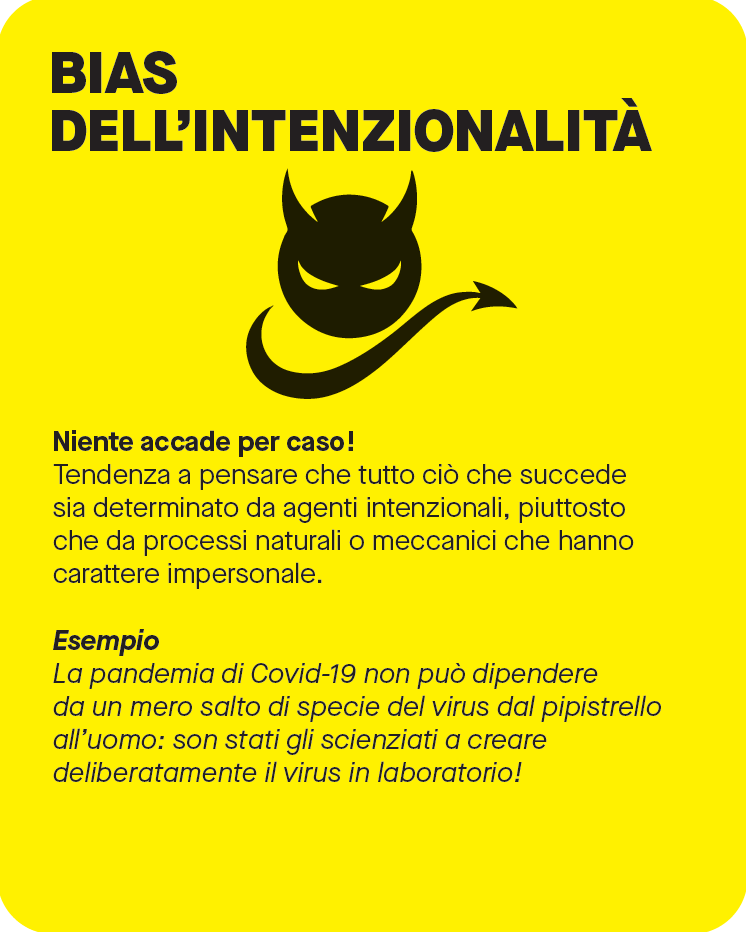 BIAS
DELL’INTENZIONALITÀ
Niente accade per caso!
Tendenza a pensare che tutto ciò che succede
sia determinato da agenti intenzionali, piuttosto
che da processi naturali o meccanici che hanno
carattere impersonale.
Esempio
La pandemia di Covid-19 non può dipendere
da un mero salto di specie del virus dal pipistrello
all’uomo: son stati gli scienziati a creare
deliberatamente il virus in laboratorio!